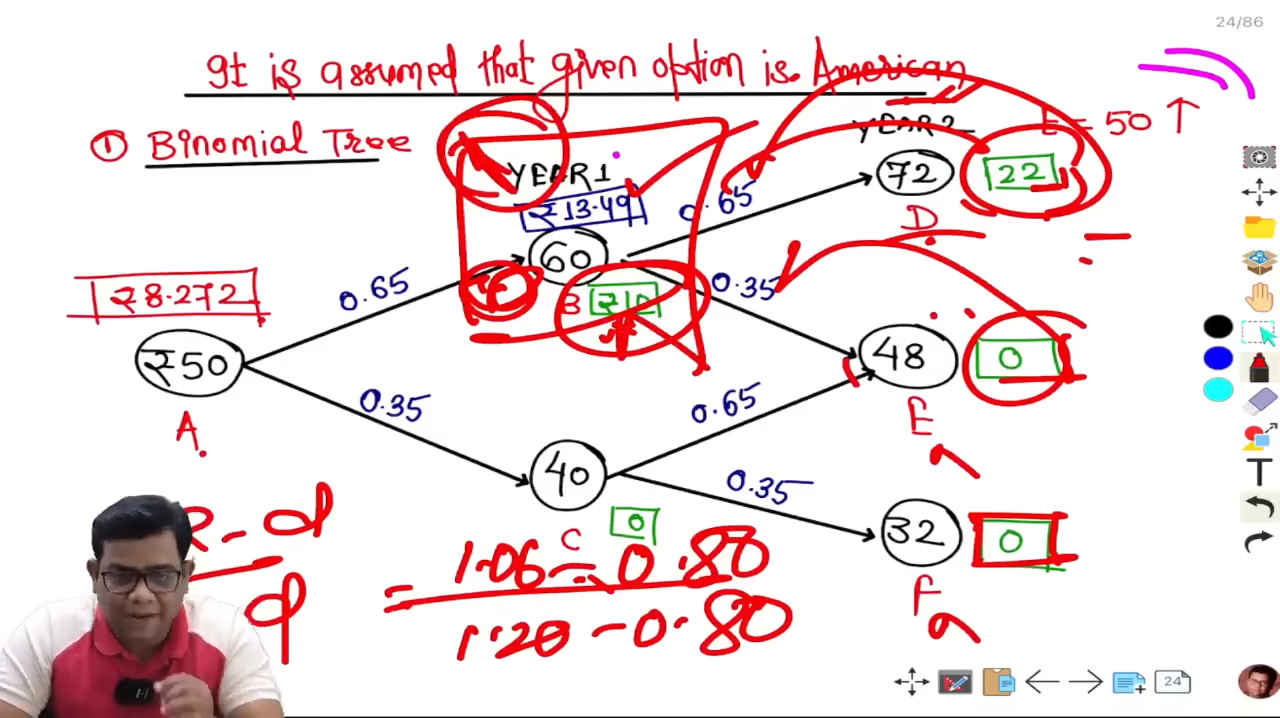 24/86
It is assumed that given option is American
① Binomial Tree
YEAR 1
YEAR 2
E = 50 ↑
₹13.49
0.65
72
22
D
60
B ₹10
0.65
0.35
₹8.272
₹50
A
48
0
E
0.35
0.65
40
0
C
0.35
32
0
F
R - d
d
= 1.06 - 0.80
1.20 - 0.80
T
24